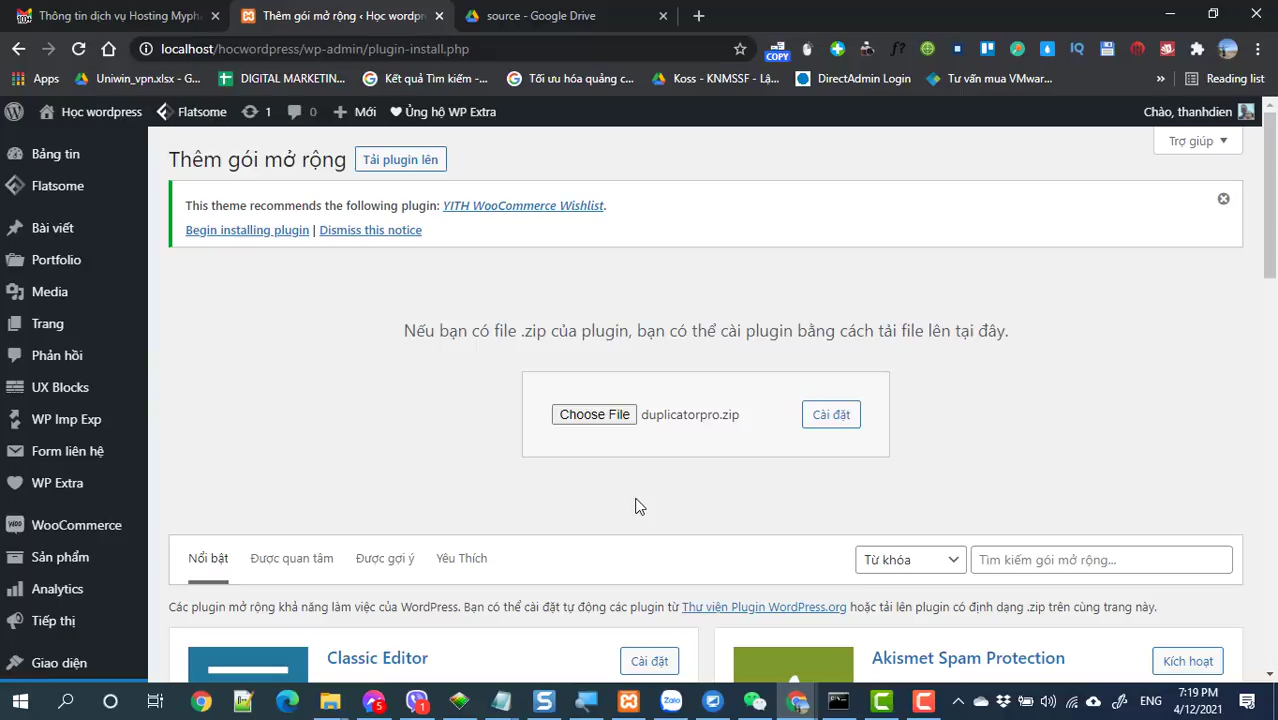 Thông tin dịch vụ Hosting Myph
Thêm gói mở rộng ‹ Học wordpr
source - Google Drive
localhost/hocwordpress/wp-admin/plugin-install.php
COPY
f?
IQ
Apps
Uniwin_vpn.xlsx - G...
DIGITAL MARKETIN...
Kết quả Tìm kiếm -...
Tối ưu hóa quảng c...
Koss - KNMSSF - Lậ...
DirectAdmin Login
Tư vấn mua VMwar...
»
Reading list
Học wordpress
Flatsome
1
0
Mới
Ủng hộ WP Extra
Chào, thanhdien
Bảng tin
Flatsome
Bài viết
Portfolio
Media
Trang
Phản hồi
UX Blocks
WP Imp Exp
Form liên hệ
WP Extra
WooCommerce
Sản phẩm
Analytics
Tiếp thị
Giao diện
Trợ giúp
Thêm gói mở rộng
Tải plugin lên
This theme recommends the following plugin: YITH WooCommerce Wishlist.
Begin installing plugin | Dismiss this notice
Nếu bạn có file .zip của plugin, bạn có thể cài plugin bằng cách tải file lên tại đây.
Choose File duplicatorpro.zip
Cài đặt
Nổi bật
Được quan tâm
Được gợi ý
Yêu Thích
Từ khóa
Tìm kiếm gói mở rộng...
Các plugin mở rộng khả năng làm việc của WordPress. Bạn có thể cài đặt tự động các plugin từ Thư viện Plugin WordPress.org hoặc tải lên plugin có định dạng .zip trên cùng trang này.
Classic Editor
Cài đặt
Akismet Spam Protection
Kích hoạt
5
1
Zalo
ENG
7:19 PM
4/12/2021